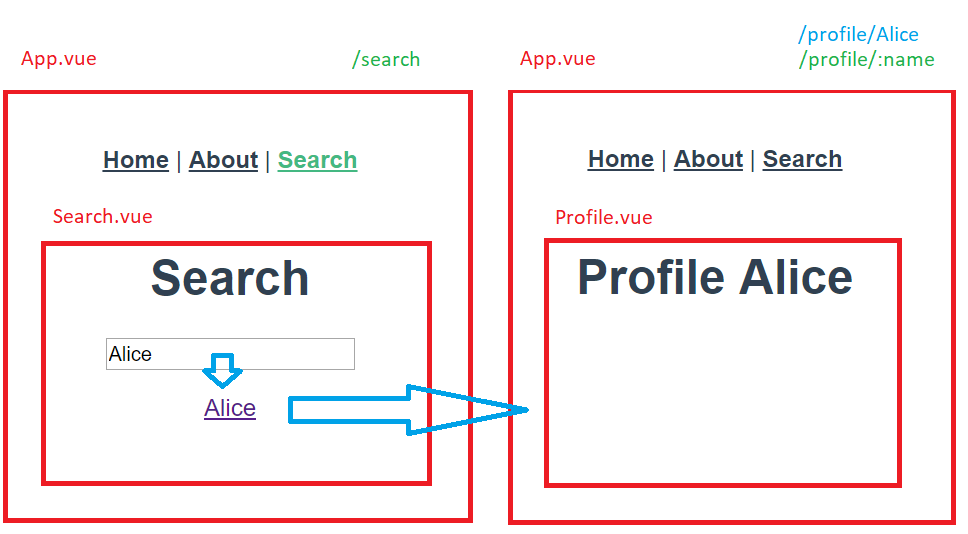 App.vue
/search
Home | About | Search
Search.vue
Search
Alice
Alice
/profile/Alice
App.vue
/profile/:name
Home | About | Search
Profile.vue
Profile Alice